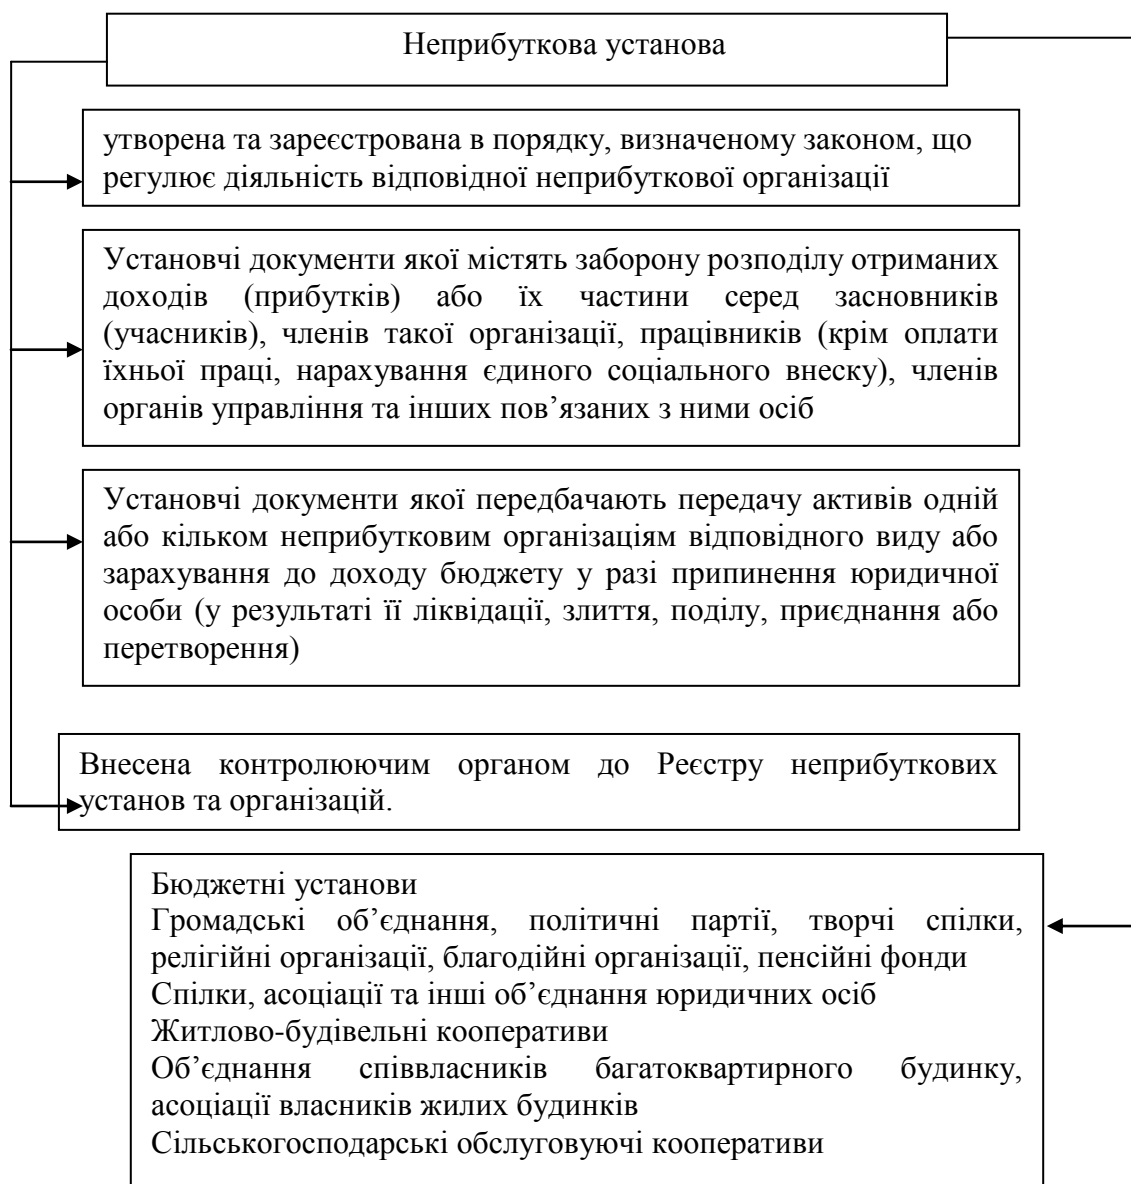 Неприбуткова установа
утворена та зареєстрована в порядку, визначеному законом, що
регулює діяльність відповідної неприбуткової організації
Установчі документи якої містять заборону розподілу отриманих
доходів (прибутків) або їх частини серед засновників
(учасників), членів такої організації, працівників (крім оплати
їхньої праці, нарахування єдиного соціального внеску), членів
органів управління та інших пов’язаних з ними осіб
Установчі документи якої передбачають передачу активів одній
або кільком неприбутковим організаціям відповідного виду або
зарахування до доходу бюджету у разі припинення юридичної
особи (у результаті її ліквідації, злиття, поділу, приєднання або
перетворення)
Внесена контролюючим органом до Реєстру неприбуткових
установ та організацій.
Бюджетні установи
Громадські об’єднання, політичні партії, творчі спілки,
релігійні організації, благодійні організації, пенсійні фонди
Спілки, асоціації та інші об’єднання юридичних осіб
Житлово-будівельні кооперативи
Об’єднання співвласників багатоквартирного будинку,
асоціації власників жилих будинків
Сільськогосподарські обслуговуючі кооперативи